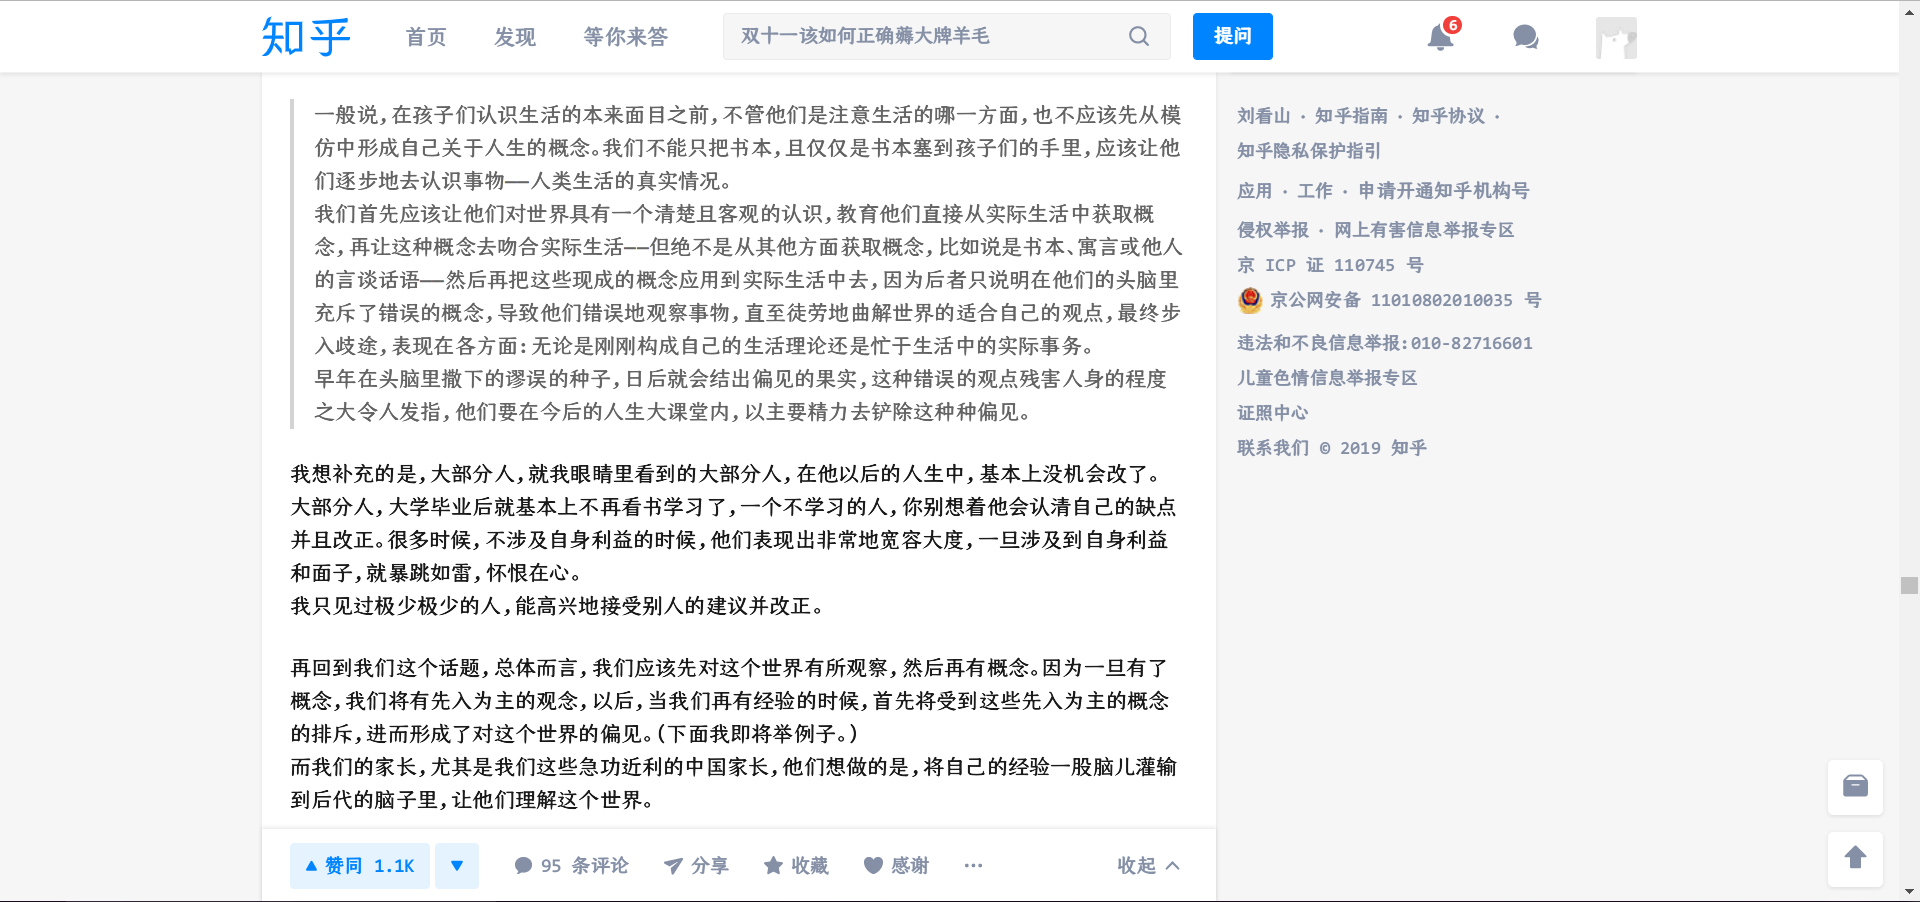 知乎 首页 发现 等你来答 双十一该如何正确薅大牌羊毛 提问 6
一般说,在孩子们认识生活的本来面目之前,不管他们是注意生活的哪一方面,也不应该先从模
仿中形成自己关于人生的概念。我们不能只把书本,且仅仅是书本塞到孩子们的手里,应该让他
们逐步地去认识事物——人类生活的真实情况。
我们首先应该让他们对世界具有一个清楚且客观的认识,教育他们直接从实际生活中获取概
念,再让这种概念去吻合实际生活——但绝不是从其他方面获取概念,比如说是书本、寓言或他人
的言谈话语——然后再把这些现成的概念应用到实际生活中去,因为后者只说明在他们的头脑里
充斥了错误的概念,导致他们错误地观察事物,直至徒劳地曲解世界的适合自己的观点,最终步
入歧途,表现在各方面:无论是刚刚构成自己的生活理论还是忙于生活中的实际事务。
早年在头脑里撒下的谬误的种子,日后就会结出偏见的果实,这种错误的观点残害人身的程度
之大令人发指,他们要在今后的人生大课堂内,以主要精力去铲除这种种偏见。
我想补充的是,大部分人,就我眼睛里看到的大部分人,在他以后的人生中,基本上没机会改了。
大部分人,大学毕业后就基本上不再看书学习了,一个不学习的人,你别想着他会认清自己的缺点
并且改正。很多时候,不涉及自身利益的时候,他们表现出非常地宽容大度,一旦涉及到自身利益
和面子,就暴跳如雷,怀恨在心。
我只见过极少极少的人,能高兴地接受别人的建议并改正。
再回到我们这个话题,总体而言,我们应该先对这个世界有所观察,然后再有概念。因为一旦有了
概念,我们将有先入为主的观念,以后,当我们再有经验的时候,首先将受到这些先入为主的概念
的排斥,进而形成了对这个世界的偏见。(下面我即将举例子。)
而我们的家长,尤其是我们这些急功近利的中国家长,他们想做的是,将自己的经验一股脑儿灌输
到后代的脑子里,让他们理解这个世界。
赞同 1.1K 95 条评论 分享 收藏 感谢 收起
刘看山 · 知乎指南 · 知乎协议 ·
知乎隐私保护指引
应用 · 工作 · 申请开通知乎机构号
侵权举报 · 网上有害信息举报专区
京 ICP 证 110745 号
京公网安备 11010802010035 号
违法和不良信息举报:010-82716601
儿童色情信息举报专区
证照中心
联系我们 © 2019 知乎